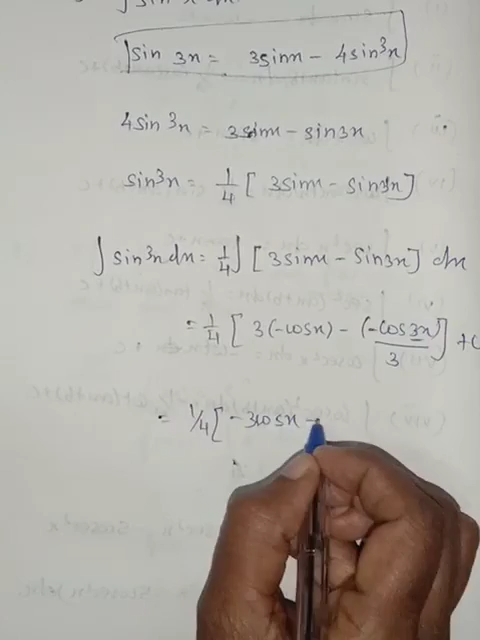 ∫sin 3x = 3sinx − 4sin³x
4sin³x = 3sinx − sin3x
sin³x = 1/4 [ 3sinx − sin3x ]
∫ sin³x dx = 1/4 ∫ [ 3sinx − sin3x ] dx
= 1/4 [ 3(−cosx) − (−cos3x)/3 ] + c
= 1/4 [ −3cosx −